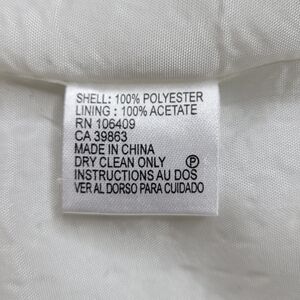 SHELL: 100% POLYESTER
LINING : 100% ACETATE
RN 106409
CA 39863
MADE IN CHINA
DRY CLEAN ONLY Ⓟ
INSTRUCTIONS AU DOS
VER AL DORSO PARA CUIDADO